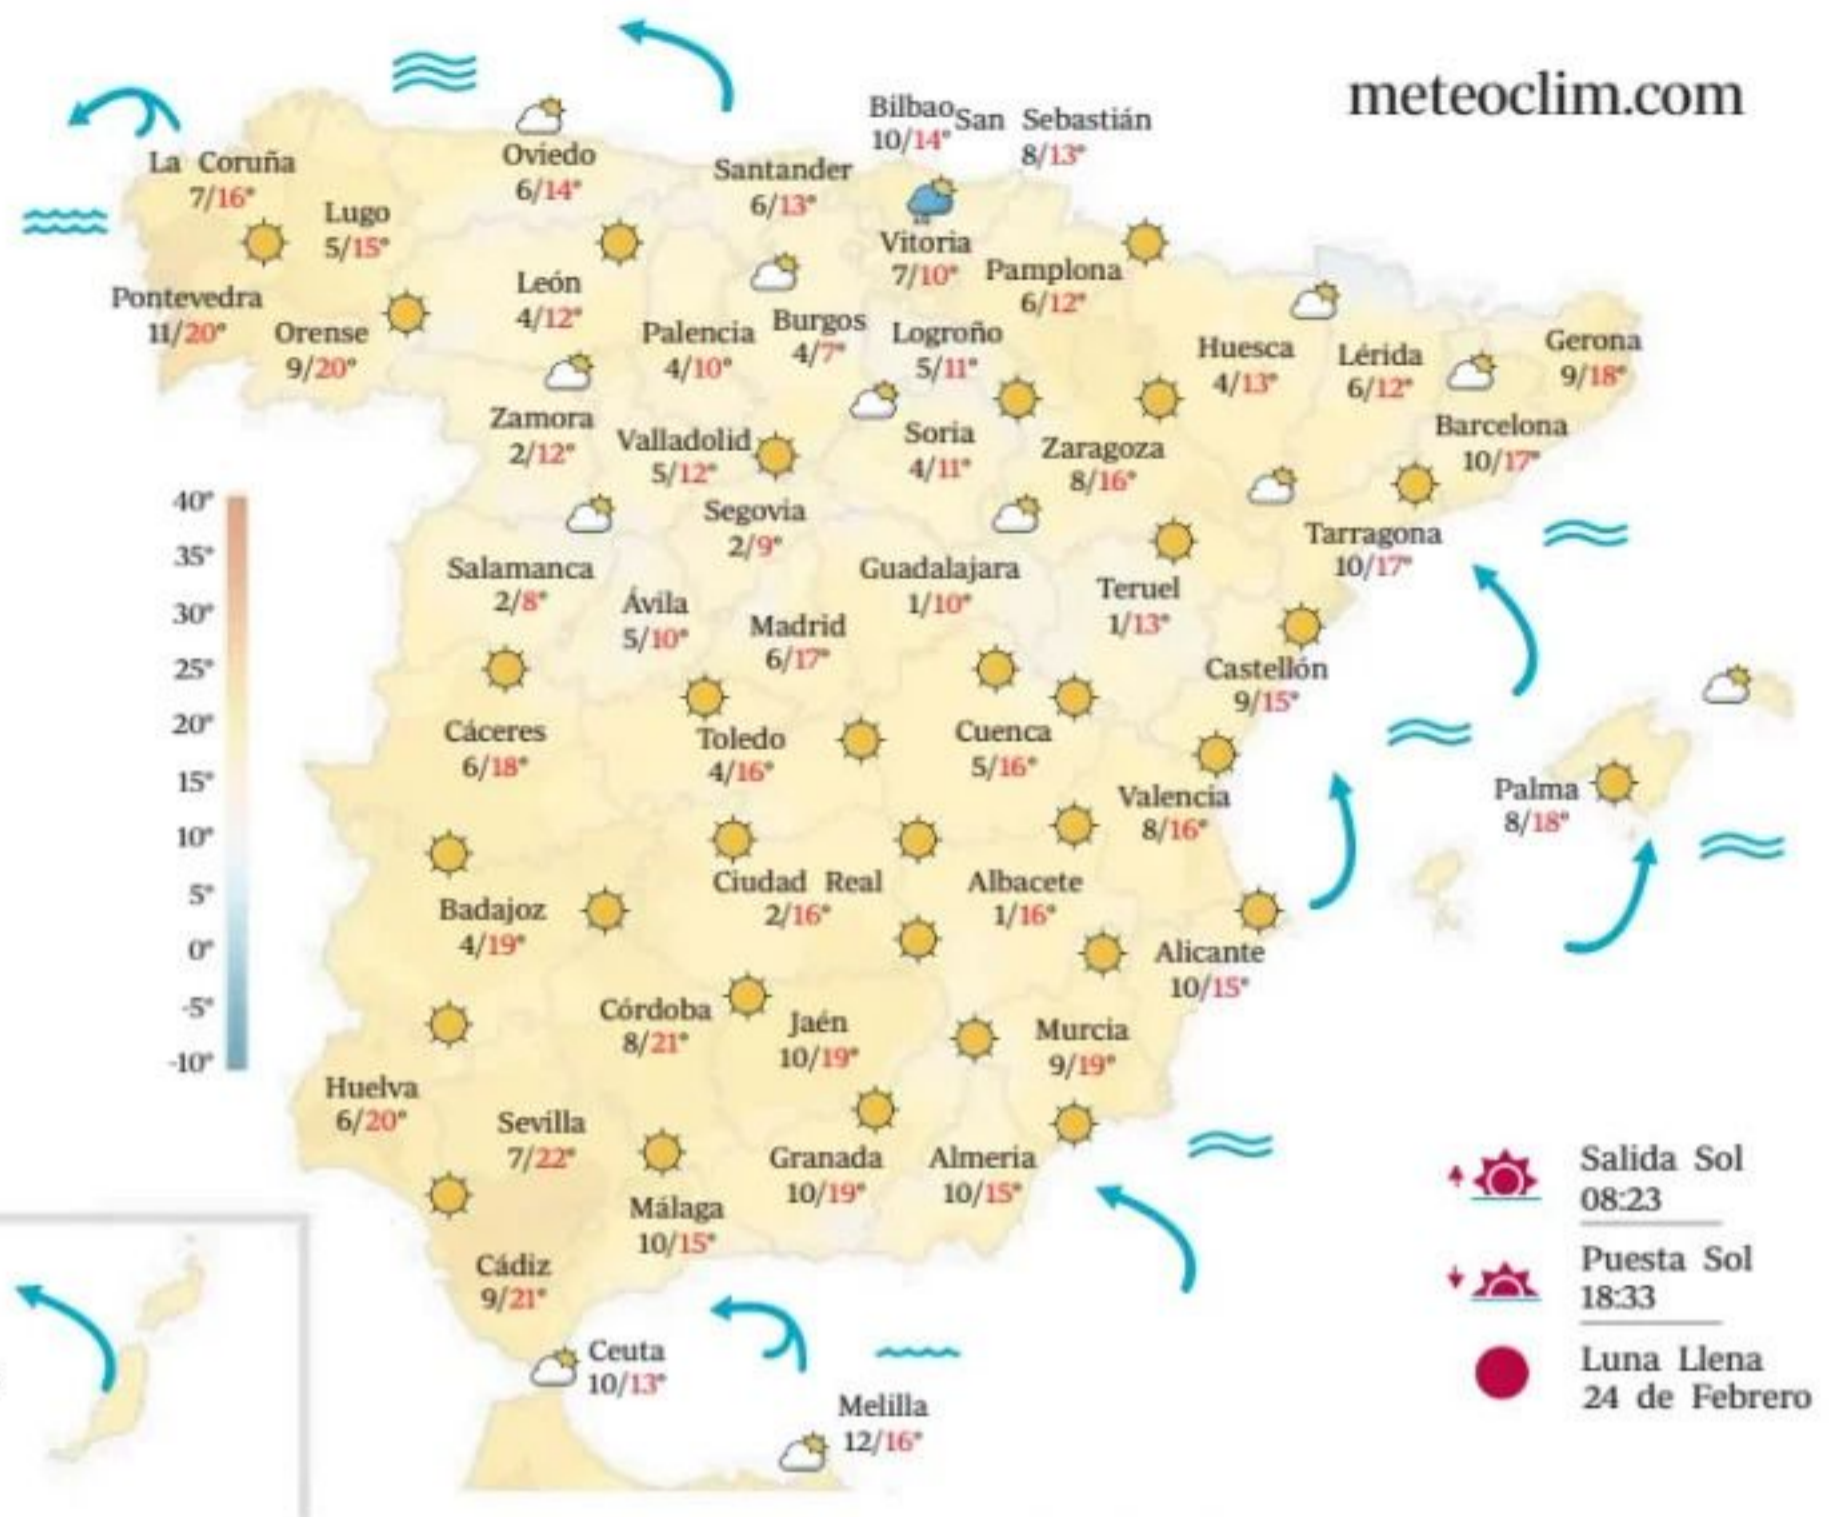 meteoclim.com
Bilbao
10/14°
San Sebastián
8/13°
La Coruña
7/16°
Oviedo
6/14°
Santander
6/13°
Lugo
5/15°
Vitoria
7/10°
Pamplona
6/12°
León
4/12°
Pontevedra
11/20°
Orense
9/20°
Palencia
4/10°
Burgos
4/7°
Logroño
5/11°
Huesca
4/13°
Lérida
6/12°
Gerona
9/18°
Zamora
2/12°
Valladolid
5/12°
Soria
4/11°
Zaragoza
8/16°
Barcelona
10/17°
Segovia
2/9°
Tarragona
10/17°
Salamanca
2/8°
Ávila
5/10°
Madrid
6/17°
Guadalajara
1/10°
Teruel
1/13°
Castellón
9/15°
Cáceres
6/18°
Toledo
4/16°
Cuenca
5/16°
Valencia
8/16°
Palma
8/18°
Badajoz
4/19°
Ciudad Real
2/16°
Albacete
1/16°
Alicante
10/15°
Córdoba
8/21°
Jaén
10/19°
Murcia
9/19°
Huelva
6/20°
Sevilla
7/22°
Granada
10/19°
Almeria
10/15°
Málaga
10/15°
Cádiz
9/21°
Ceuta
10/13°
Melilla
12/16°
40°
35°
30°
25°
20°
15°
10°
5°
0°
-5°
-10°
Salida Sol
08:23
Puesta Sol
18:33
Luna Llena
24 de Febrero